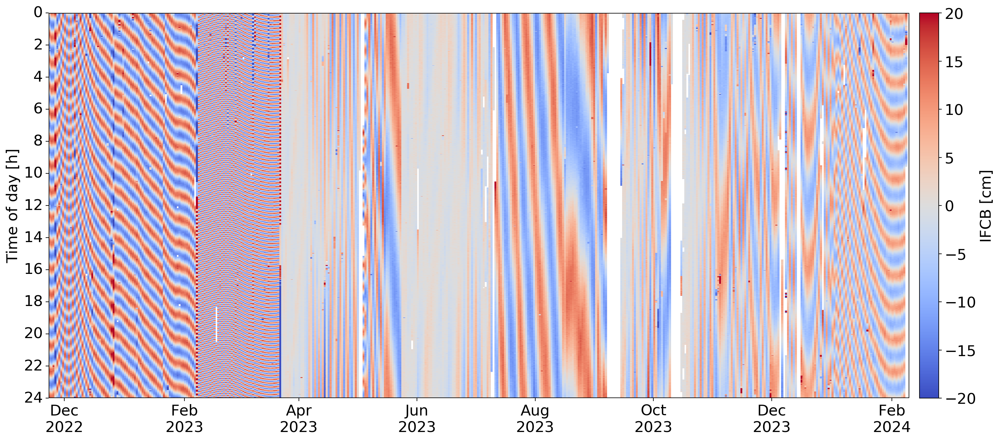 0
2
4
6
8
10
12
14
16
18
20
22
24
Time of day [h]
Dec 2022
Feb 2023
Apr 2023
Jun 2023
Aug 2023
Oct 2023
Dec 2023
Feb 2024
20
15
10
5
0
−5
−10
−15
−20
IFCB [cm]